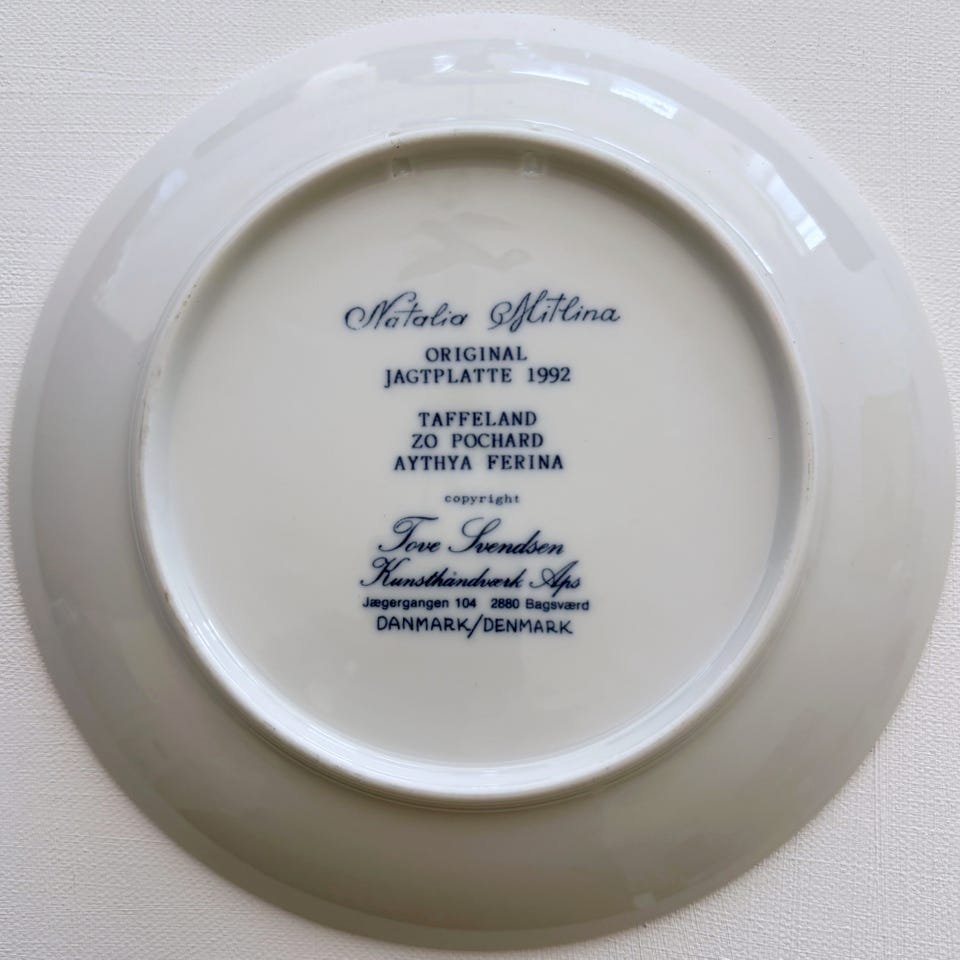 Natalia Mitlina
ORIGINAL
JAGTPLATTE 1992
TAFFELAND
ZO POCHARD
AYTHYA FERINA
copyright
Tove Svendsen
Kunsthåndværk Aps
Jægergangen 104 2880 Bagsværd
DANMARK/DENMARK